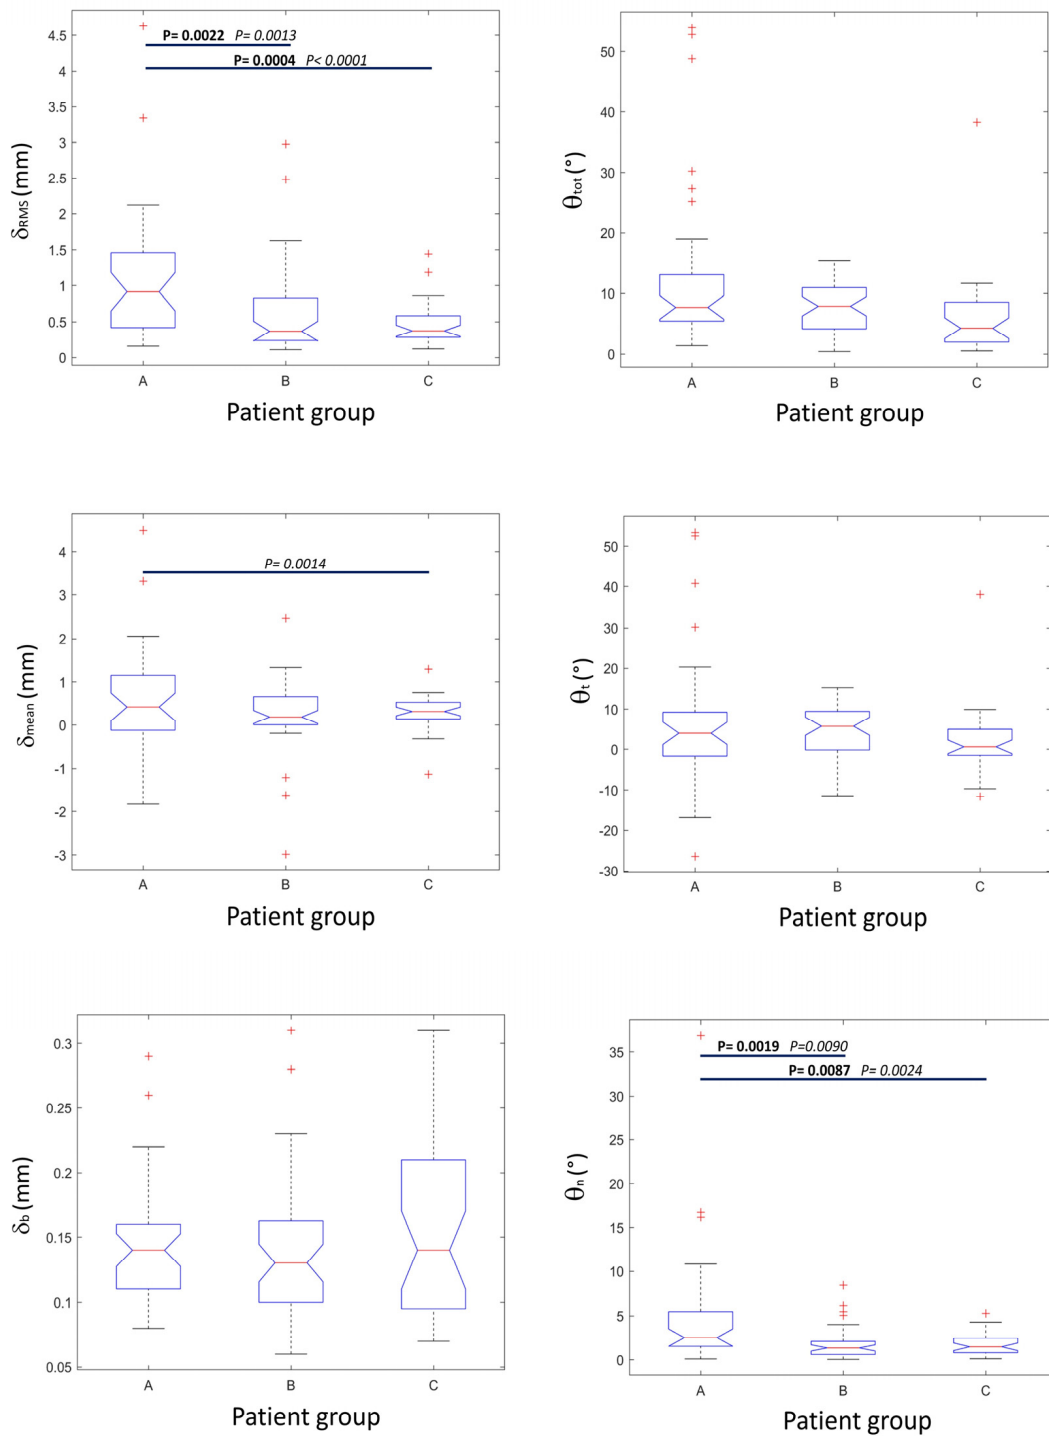 P= 0.0022 P= 0.0013
P= 0.0004 P< 0.0001
4.5
4
3.5
3
2.5
2
1.5
1
0.5
0
δRMS (mm)
A B C
Patient group
50
40
30
20
10
0
θtot (°)
A B C
Patient group
P= 0.0014
4
3
2
1
0
-1
-2
-3
δmean (mm)
A B C
Patient group
50
40
30
20
10
0
-10
-20
-30
θt (°)
A B C
Patient group
0.3
0.25
0.2
0.15
0.1
0.05
δb (mm)
A B C
Patient group
P= 0.0019 P=0.0090
P= 0.0087 P= 0.0024
35
30
25
20
15
10
5
0
θn (°)
A B C
Patient group